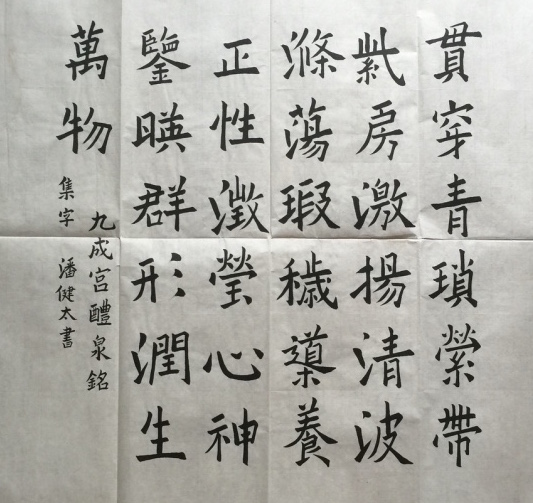 貫穿青瑣縈帶
紫房激揚清波
滌蕩瑕穢導養
正性澂瑩心神
鑒暎群形潤生
萬物
九成宮醴泉銘
集字 潘健太書